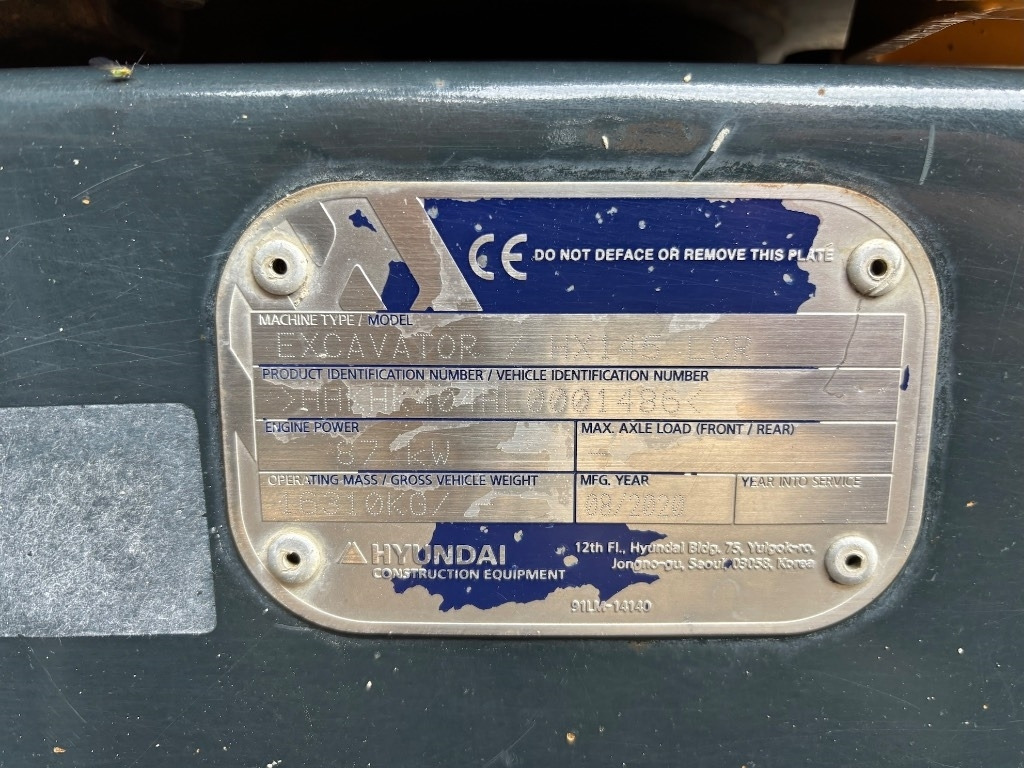 CE DO NOT DEFACE OR REMOVE THIS PLATE
MACHINE TYPE / MODEL
EXCAVATOR / HX145 LCR
PRODUCT IDENTIFICATION NUMBER / VEHICLE IDENTIFICATION NUMBER
ENGINE POWER
87 kW
MAX. AXLE LOAD (FRONT / REAR)
-
OPERATING MASS / GROSS VEHICLE WEIGHT
16310KG/
MFG. YEAR
08/2020
YEAR INTO SERVICE
HYUNDAI
CONSTRUCTION EQUIPMENT
12th Fl., Hyundai Bldg. 75, Yulgok-ro,
Jongno-gu, Seoul, 03058, Korea
91LM-14140